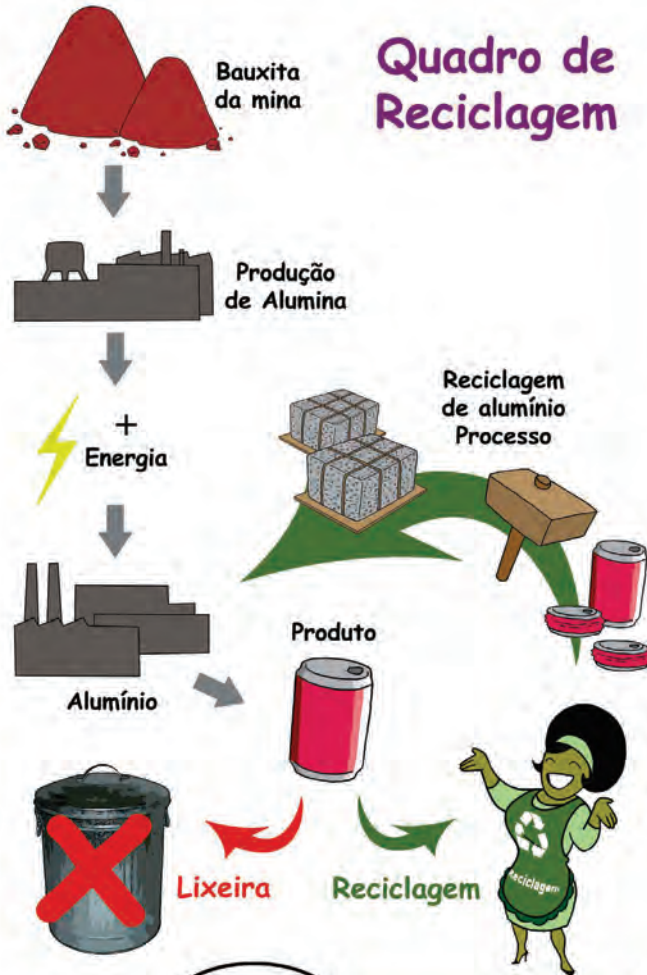 Quadro de
Reciclagem
Bauxita
da mina
Produção
de Alumina
+
Energia
Reciclagem
de alumínio
Processo
Alumínio
Produto
Lixeira
Reciclagem
Reciclagem